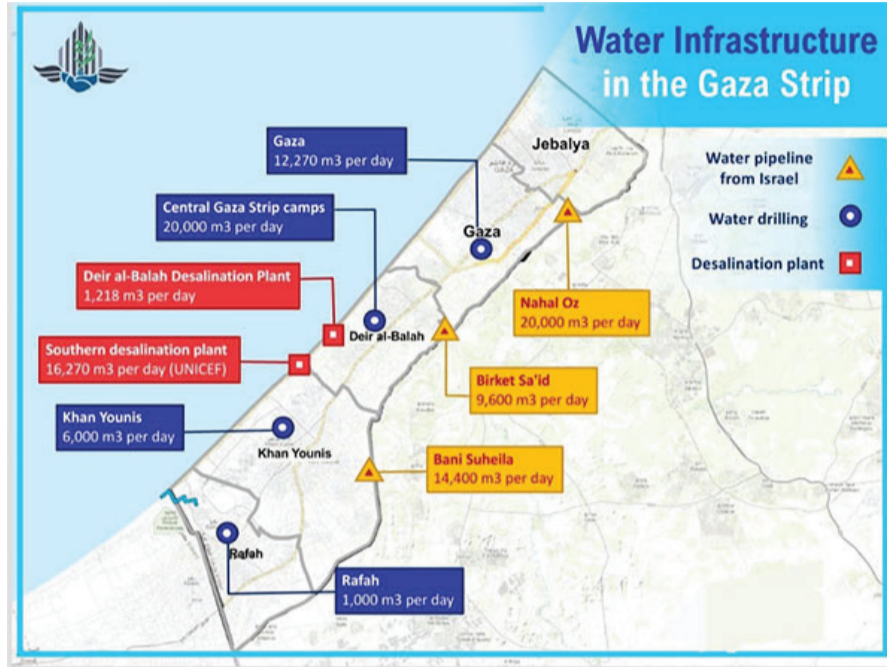 Water Infrastructure
in the Gaza Strip
Water pipeline
from Israel
Water drilling
Desalination plant
Jebalya
Gaza
12,270 m3 per day
Central Gaza Strip camps
20,000 m3 per day
Gaza
Deir al-Balah Desalination Plant
1,218 m3 per day
Nahal Oz
20,000 m3 per day
Deir al-Balah
Southern desalination plant
16,270 m3 per day (UNICEF)
Birket Sa'id
9,600 m3 per day
Khan Younis
6,000 m3 per day
Khan Younis
Bani Suheila
14,400 m3 per day
Rafah
Rafah
1,000 m3 per day